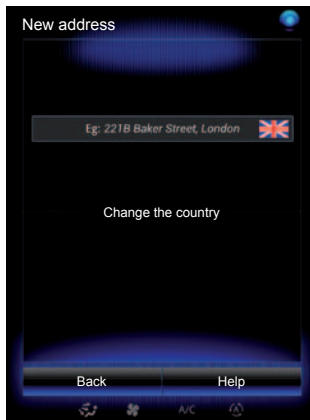 New address
Eg: 221B Baker Street, London
Change the country
Back Help
A/C